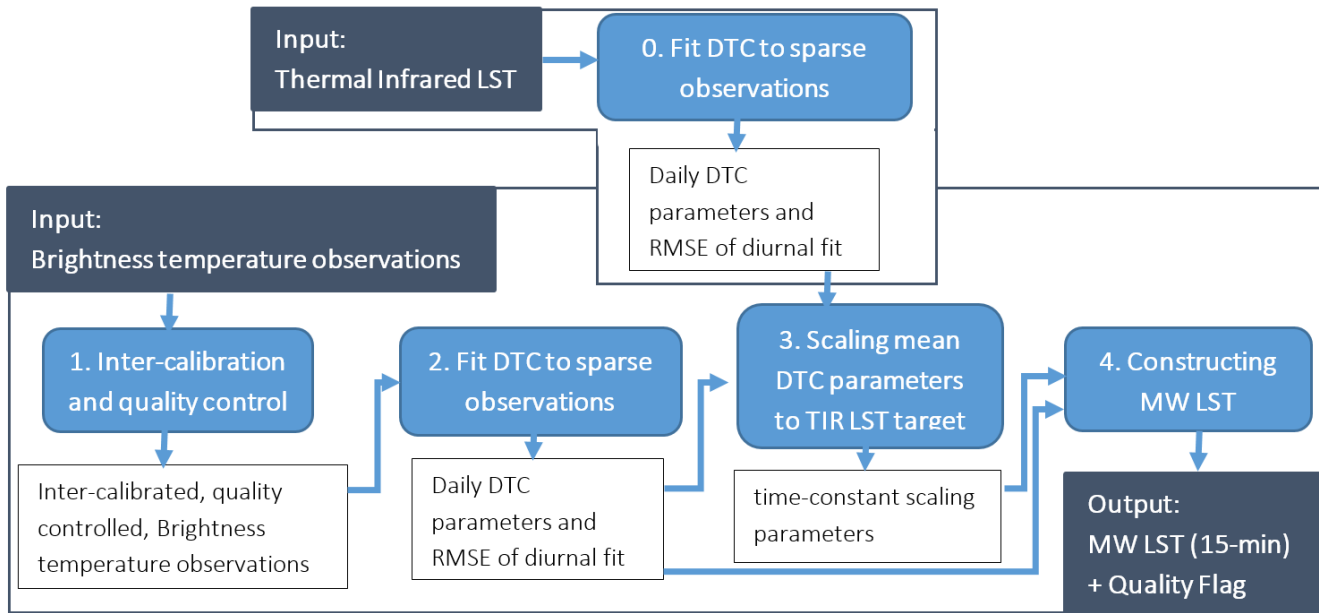 Input:
Thermal Infrared LST
0. Fit DTC to sparse
observations
Daily DTC
parameters and
RMSE of diurnal fit
Input:
Brightness temperature observations
1. Inter-calibration
and quality control
Inter-calibrated, quality
controlled, Brightness
temperature observations
2. Fit DTC to sparse
observations
Daily DTC
parameters and
RMSE of diurnal fit
3. Scaling mean
DTC parameters
to TIR LST target
time-constant scaling
parameters
4. Constructing
MW LST
Output:
MW LST (15-min)
+ Quality Flag